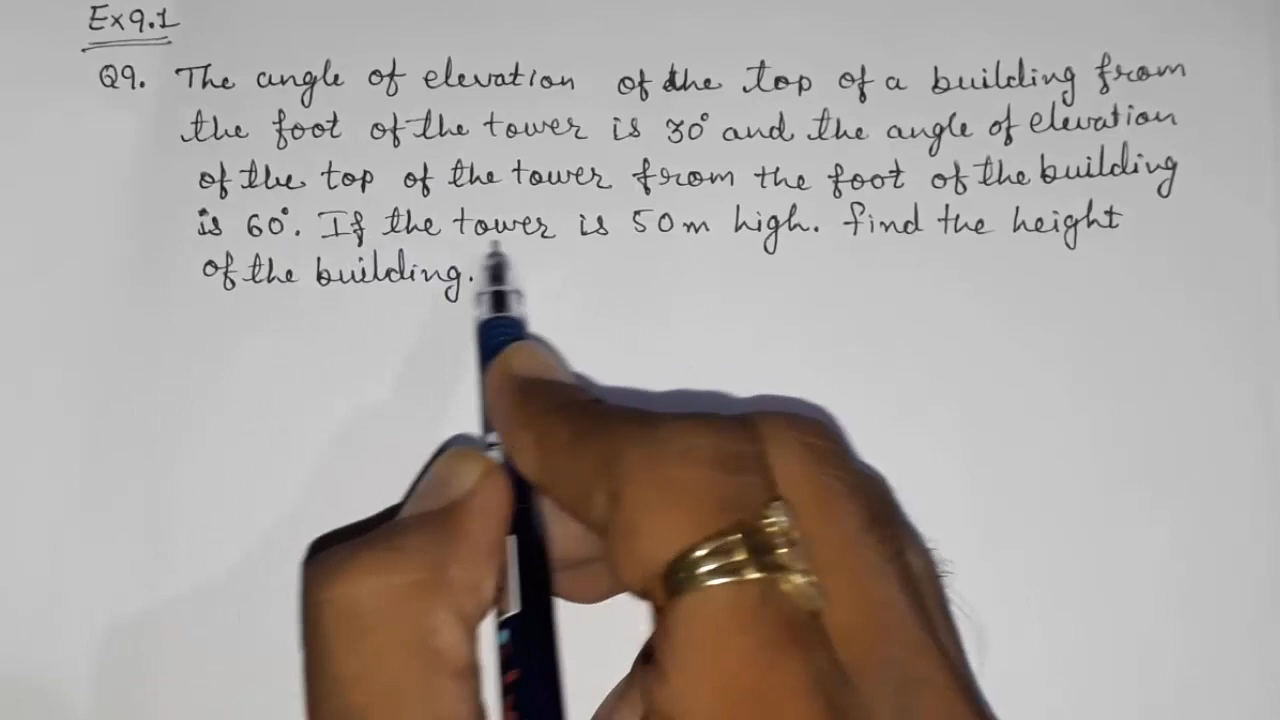 Ex 9.1
Q9. The angle of elevation of the top of a building from
the foot of the tower is 30° and the angle of elevation
of the top of the tower from the foot of the building
is 60°. If the tower is 50m high. find the height
of the building.